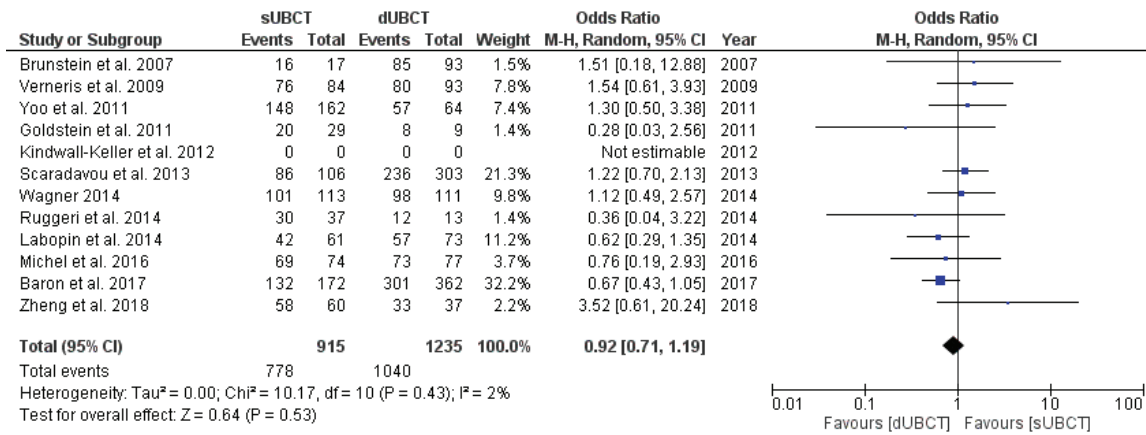 sUBCT dUBCT Odds Ratio Odds Ratio
Study or Subgroup Events Total Events Total Weight M-H, Random, 95% CI Year M-H, Random, 95% CI
Brunstein et al. 2007 16 17 85 93 1.5% 1.51 [0.18, 12.88] 2007
Verneris et al. 2009 76 84 80 93 7.8% 1.54 [0.61, 3.93] 2009
Yoo et al. 2011 148 162 57 64 7.4% 1.30 [0.50, 3.38] 2011
Goldstein et al. 2011 20 29 8 9 1.4% 0.28 [0.03, 2.56] 2011
Kindwall-Keller et al. 2012 0 0 0 0 Not estimable 2012
Scaradavou et al. 2013 86 106 236 303 21.3% 1.22 [0.70, 2.13] 2013
Wagner 2014 101 113 98 111 9.8% 1.12 [0.49, 2.57] 2014
Ruggeri et al. 2014 30 37 12 13 1.4% 0.36 [0.04, 3.22] 2014
Labopin et al. 2014 42 61 57 73 11.2% 0.62 [0.29, 1.35] 2014
Michel et al. 2016 69 74 73 77 3.7% 0.76 [0.19, 2.93] 2016
Baron et al. 2017 132 172 301 362 32.2% 0.67 [0.43, 1.05] 2017
Zheng et al. 2018 58 60 33 37 2.2% 3.52 [0.61, 20.24] 2018
Total (95% CI) 915 1235 100.0% 0.92 [0.71, 1.19]
Total events 778 1040
Heterogeneity: Tau² = 0.00; Chi² = 10.17, df = 10 (P = 0.43); I² = 2%
Test for overall effect: Z = 0.64 (P = 0.53)
0.01 0.1 1 10 100
Favours [dUBCT] Favours [sUBCT]